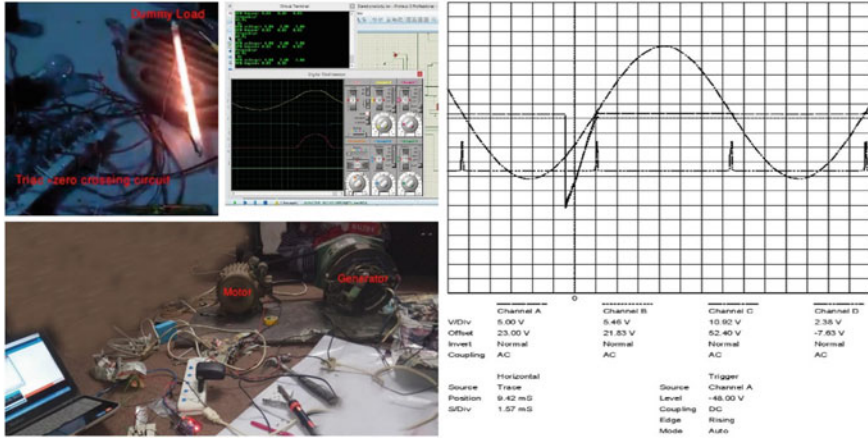 Dummy Load
Triac /zero crossing circuit
Motor
Generator
Channel A Channel B Channel C Channel D
V/Div 5.00 V 5.46 V 10.92 V 2.38 V
Offset 23.00 V 21.83 V 52.40 V -7.63 V
Invert Normal Normal Normal Normal
Coupling AC AC AC AC
Horizontal Trigger
Source Trace Source Channel A
Position 9.42 mS Level -48.00 V
S/Div 1.57 mS Coupling DC
Edge Rising
Mode Auto